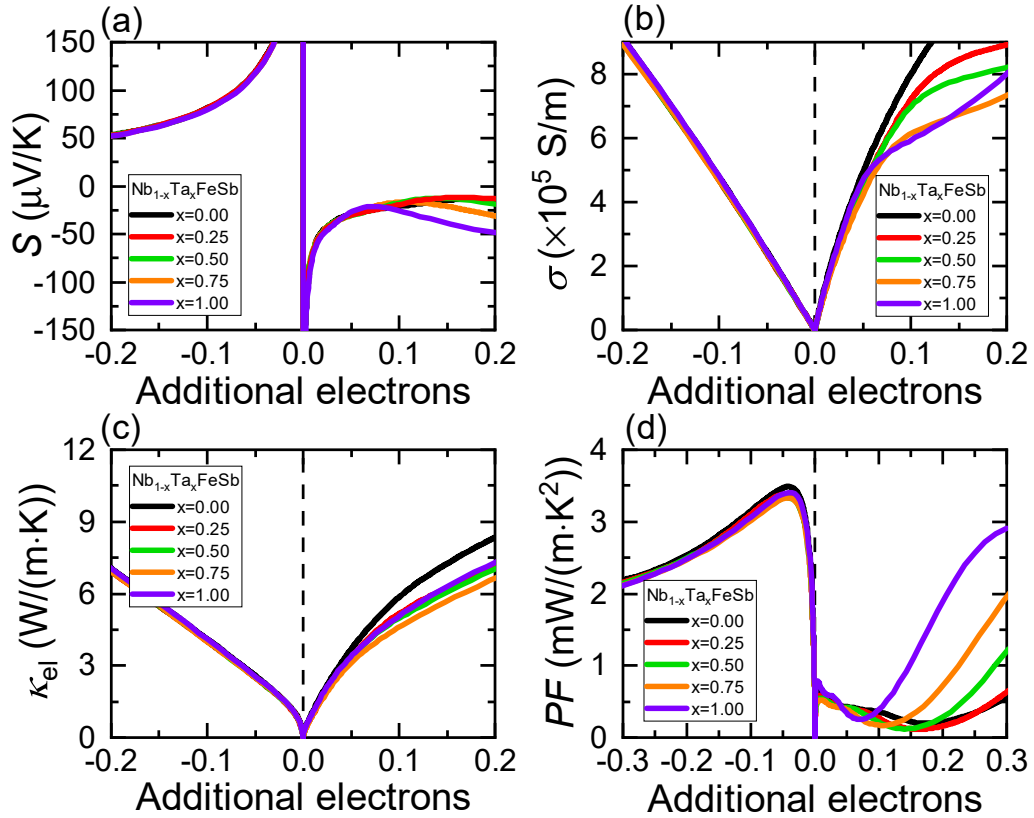 (a)
150
100
50
0
-50
-100
-150
S (μV/K)
Nb1-xTaxFeSb
x=0.00
x=0.25
x=0.50
x=0.75
x=1.00
-0.2 -0.1 0.0 0.1 0.2
Additional electrons
(b)
8
6
4
2
0
σ (×10⁵ S/m)
Nb1-xTaxFeSb
x=0.00
x=0.25
x=0.50
x=0.75
x=1.00
-0.2 -0.1 0.0 0.1 0.2
Additional electrons
(c)
12
9
6
3
0
κel (W/(m·K))
Nb1-xTaxFeSb
x=0.00
x=0.25
x=0.50
x=0.75
x=1.00
-0.2 -0.1 0.0 0.1 0.2
Additional electrons
(d)
4
3
2
1
0
PF (mW/(m·K²))
Nb1-xTaxFeSb
x=0.00
x=0.25
x=0.50
x=0.75
x=1.00
-0.3 -0.2 -0.1 0.0 0.1 0.2 0.3
Additional electrons